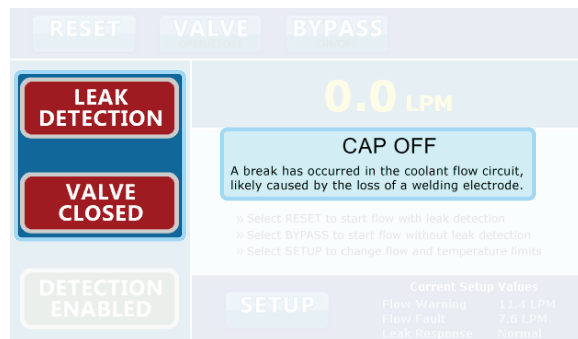 RESET VALVE BYPASS
LEAK
DETECTION
0.0 LPM
CAP OFF
A break has occurred in the coolant flow circuit,
likely caused by the loss of a welding electrode.
VALVE
CLOSED
» Select RESET to start flow with leak detection
» Select BYPASS to start flow without leak detection
» Select SETUP to change flow and temperature limits
DETECTION
ENABLED
SETUP
Current Setup Values
Flow Warning 11.4 LPM
Flow Fault 7.6 LPM
Leak Response Normal